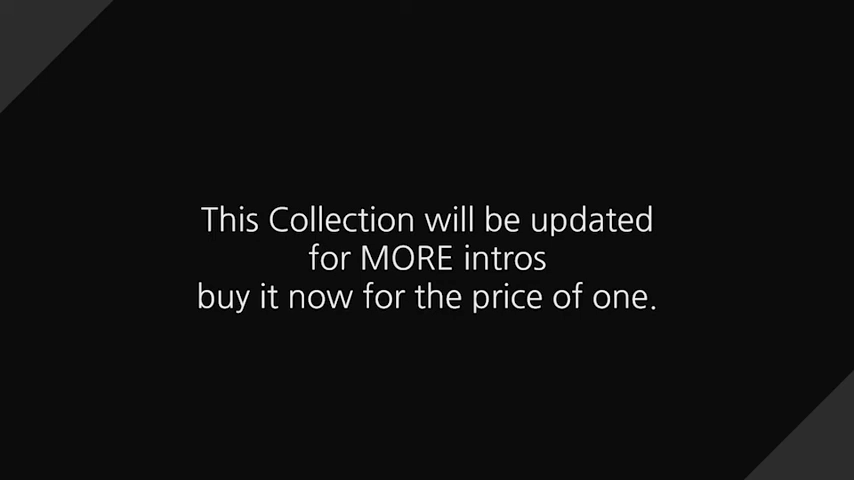 This Collection will be updated
for MORE intros
buy it now for the price of one.